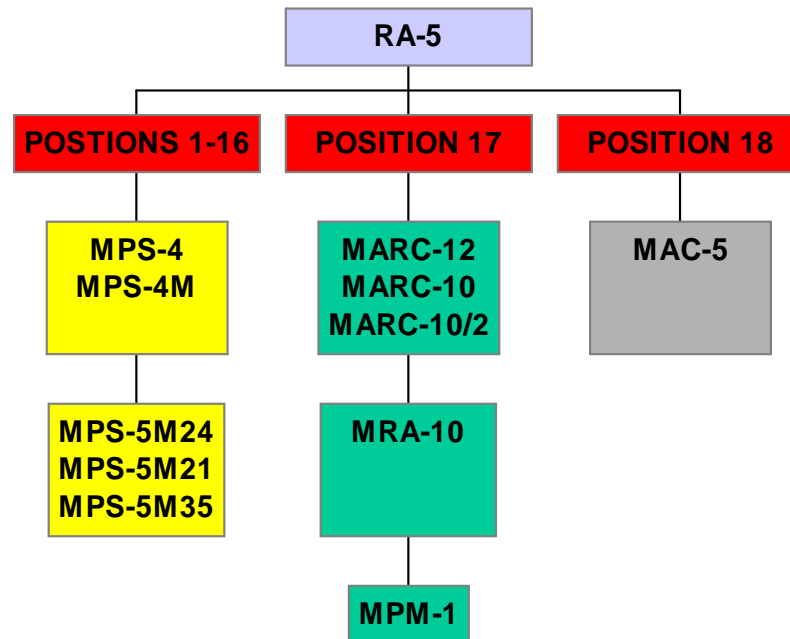 RA-5
POSTIONS 1-16
POSITION 17
POSITION 18
MPS-4
MPS-4M
MARC-12
MARC-10
MARC-10/2
MAC-5
MPS-5M24
MPS-5M21
MPS-5M35
MRA-10
MPM-1